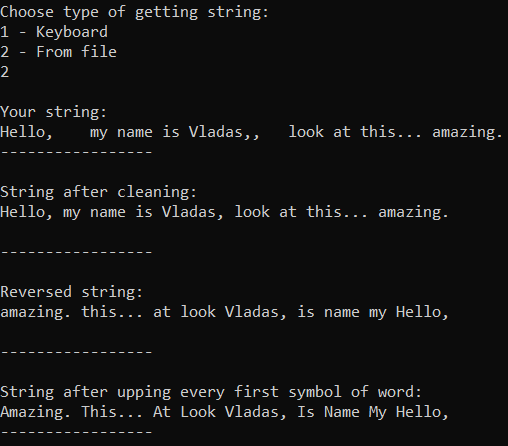 Choose type of getting string:
1 - Keyboard
2 - From file
2
Your string:
Hello,    my name is Vladas,,   look at this... amazing.
-----------------
String after cleaning:
Hello, my name is Vladas, look at this... amazing.
-----------------
Reversed string:
amazing. this... at look Vladas, is name my Hello,
-----------------
String after upping every first symbol of word:
Amazing. This... At Look Vladas, Is Name My Hello,
-----------------